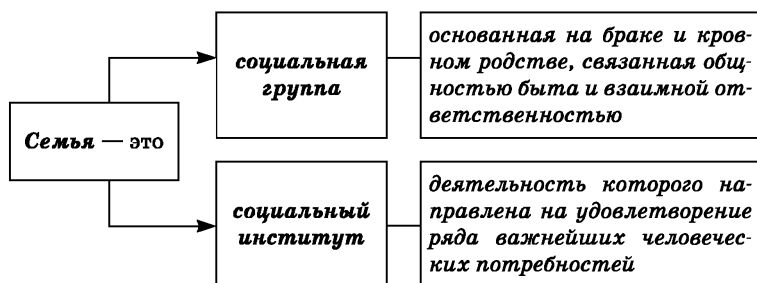 Семья — это
социальная
группа
основанная на браке и кров-
ном родстве, связанная общ-
ностью быта и взаимной от-
ветственностью
социальный
институт
деятельность которого на-
правлена на удовлетворение
ряда важнейших человечес-
ких потребностей